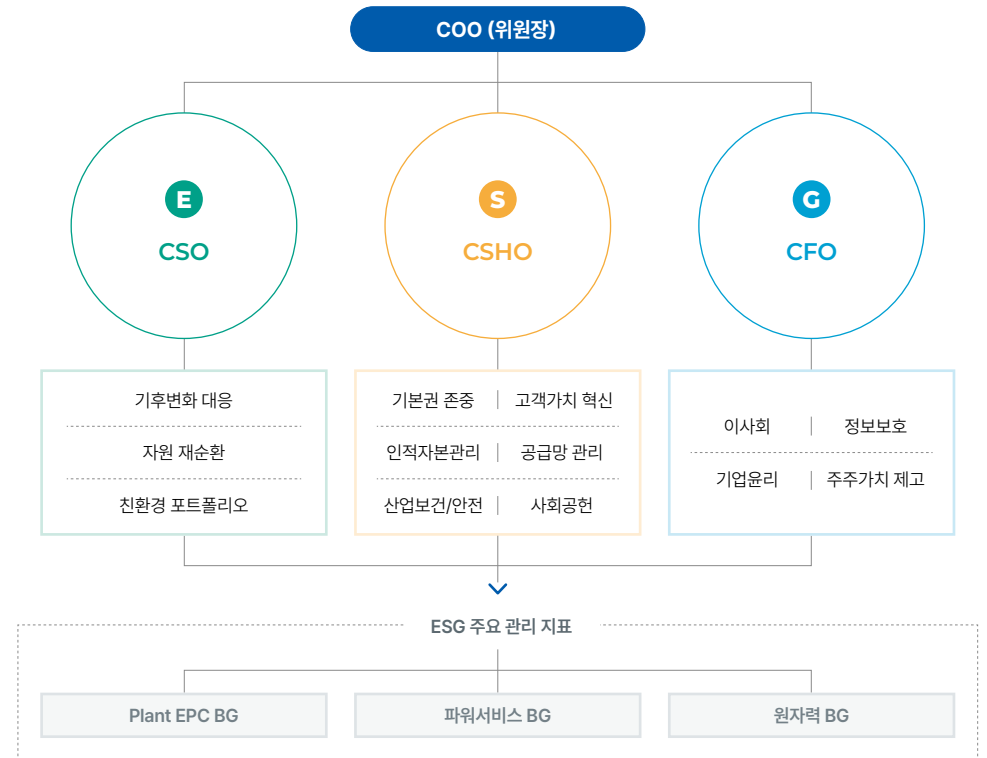 COO (위원장)
E
CSO
S
CSHO
G
CFO
기후변화 대응
자원 재순환
친환경 포트폴리오
기본권 존중 | 고객가치 혁신
인적자본관리 | 공급망 관리
산업보건/안전 | 사회공헌
이사회 | 정보보호
기업윤리 | 주주가치 제고
ESG 주요 관리 지표
Plant EPC BG
파워서비스 BG
원자력 BG